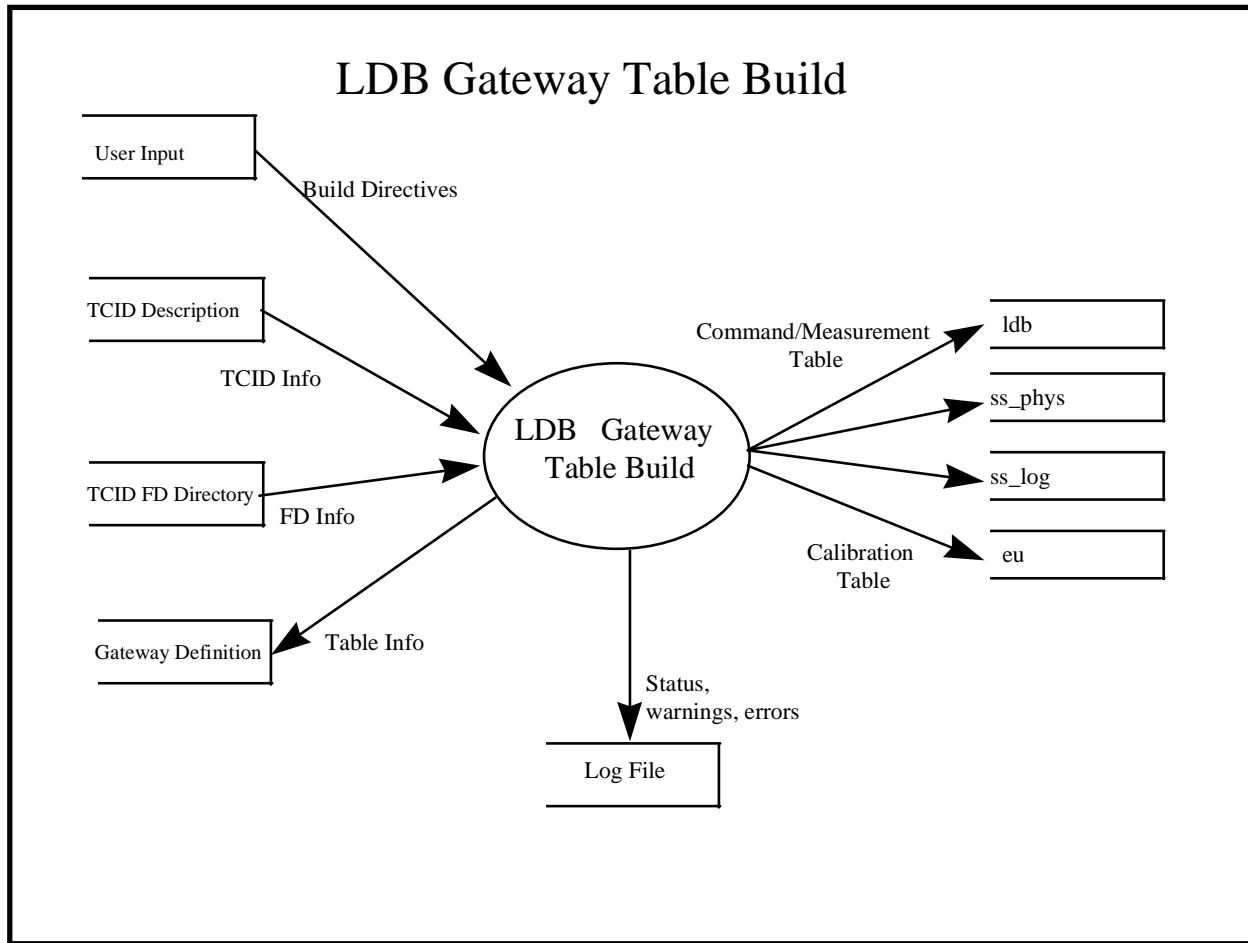 LDB Gateway Table Build
User Input
Build Directives
TCID Description
TCID Info
TCID FD Directory
FD Info
Gateway Definition
Table Info
LDB Gateway
Table Build
Command/Measurement
Table
ldb
ss_phys
ss_log
eu
Calibration
Table
Status,
warnings, errors
Log File